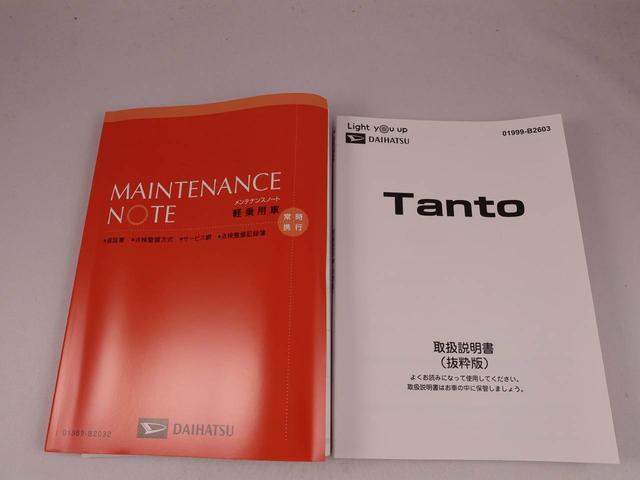 MAINTENANCE
NOTE
メンテナンスノート
軽乗用車
常時
携行
●保証書 ●点検整備方式 ●サービス網 ●点検整備記録簿
DAIHATSU
01999-B2032
Light you up
DAIHATSU
01999-B2603
Tanto
取扱説明書
(抜粋版)
よくお読みになって使用してください。
取扱説明書はお車の中に保管しましょう。